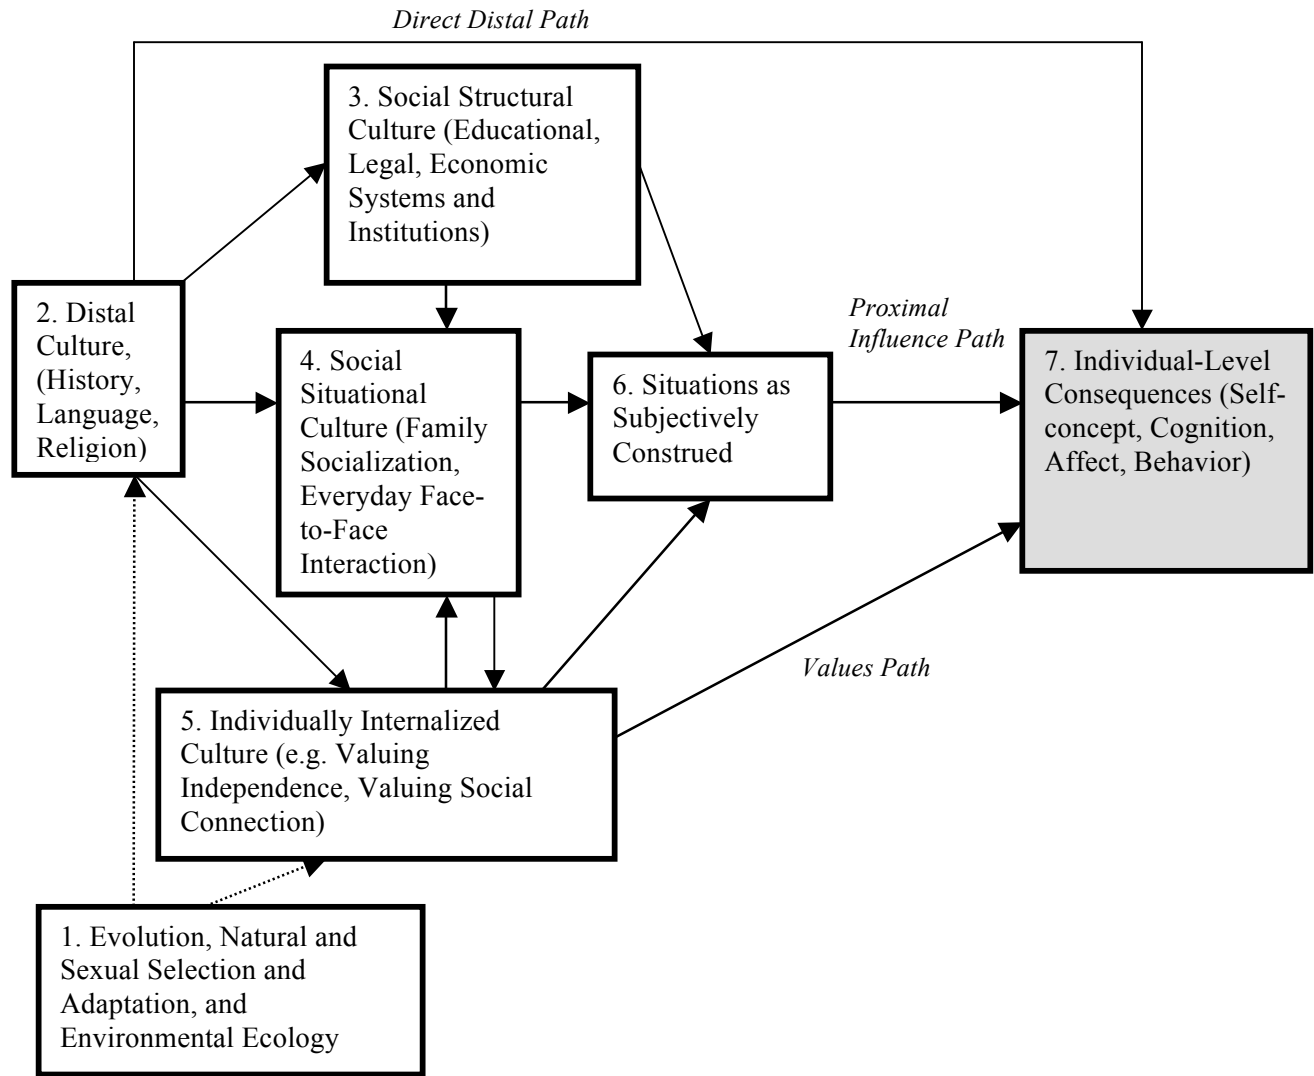 Direct Distal Path
3. Social Structural
Culture (Educational,
Legal, Economic
Systems and
Institutions)
2. Distal
Culture,
(History,
Language,
Religion)
4. Social
Situational
Culture (Family
Socialization,
Everyday Face-
to-Face
Interaction)
6. Situations as
Subjectively
Construed
Proximal
Influence Path
7. Individual-Level
Consequences (Self-
concept, Cognition,
Affect, Behavior)
Values Path
5. Individually Internalized
Culture (e.g. Valuing
Independence, Valuing Social
Connection)
1. Evolution, Natural and
Sexual Selection and
Adaptation, and
Environmental Ecology